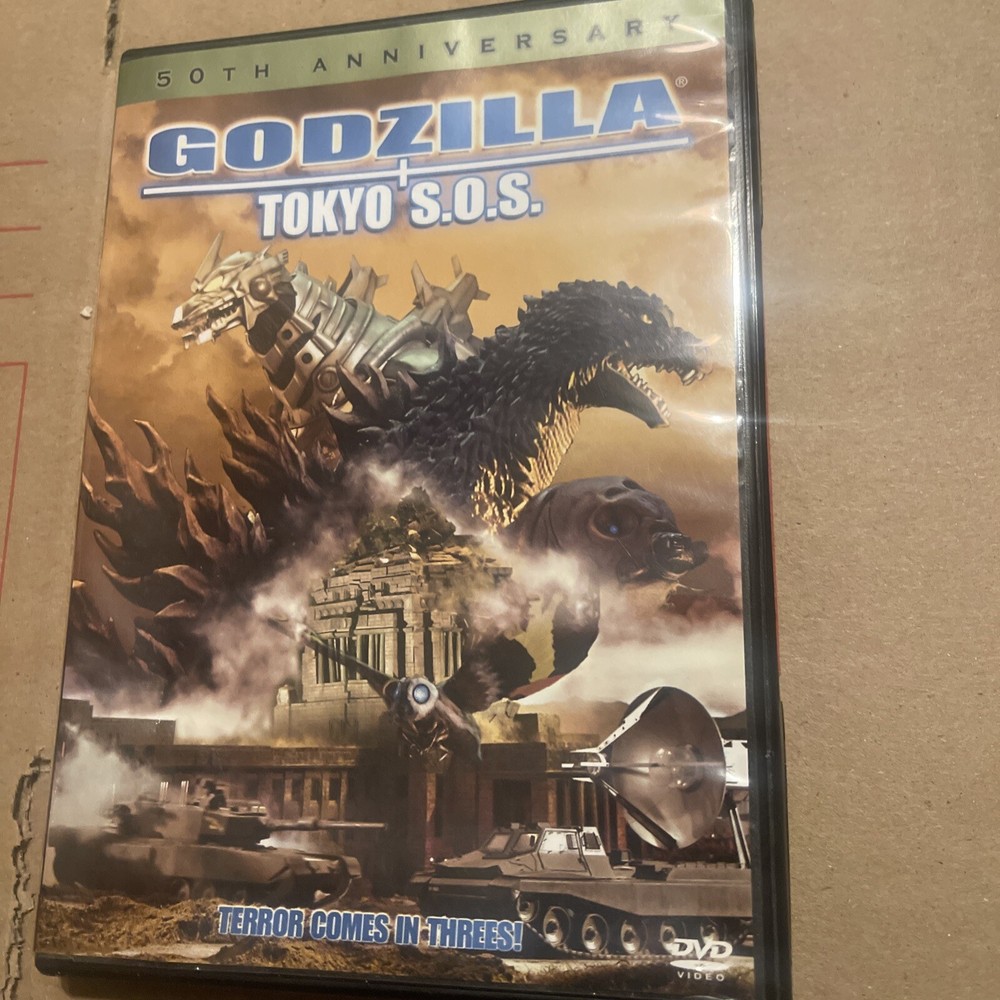 50TH ANNIVERSARY
GODZILLA®
TOKYO S.O.S.
TERROR COMES IN THREES!
DVD
VIDEO